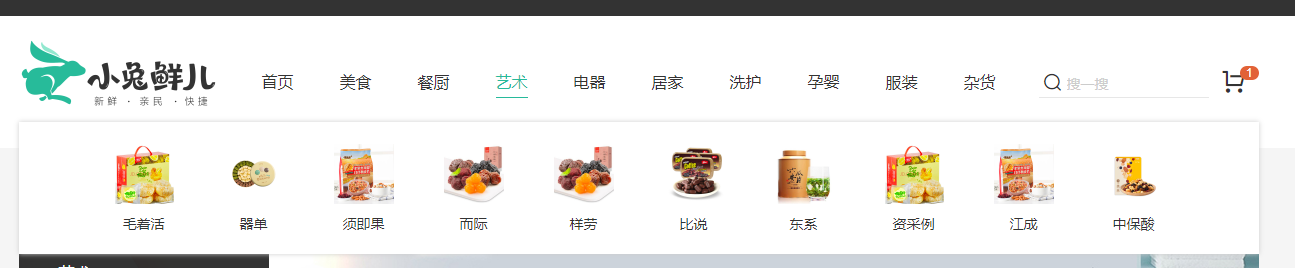 小兔鲜儿
新鲜 · 亲民 · 快捷
首页 美食 餐厨 艺术 电器 居家 洗护 孕婴 服装 杂货
搜一搜
1
毛着活 器单 须即果 而际 样劳 比说 东系 资采例 江成 中保酸